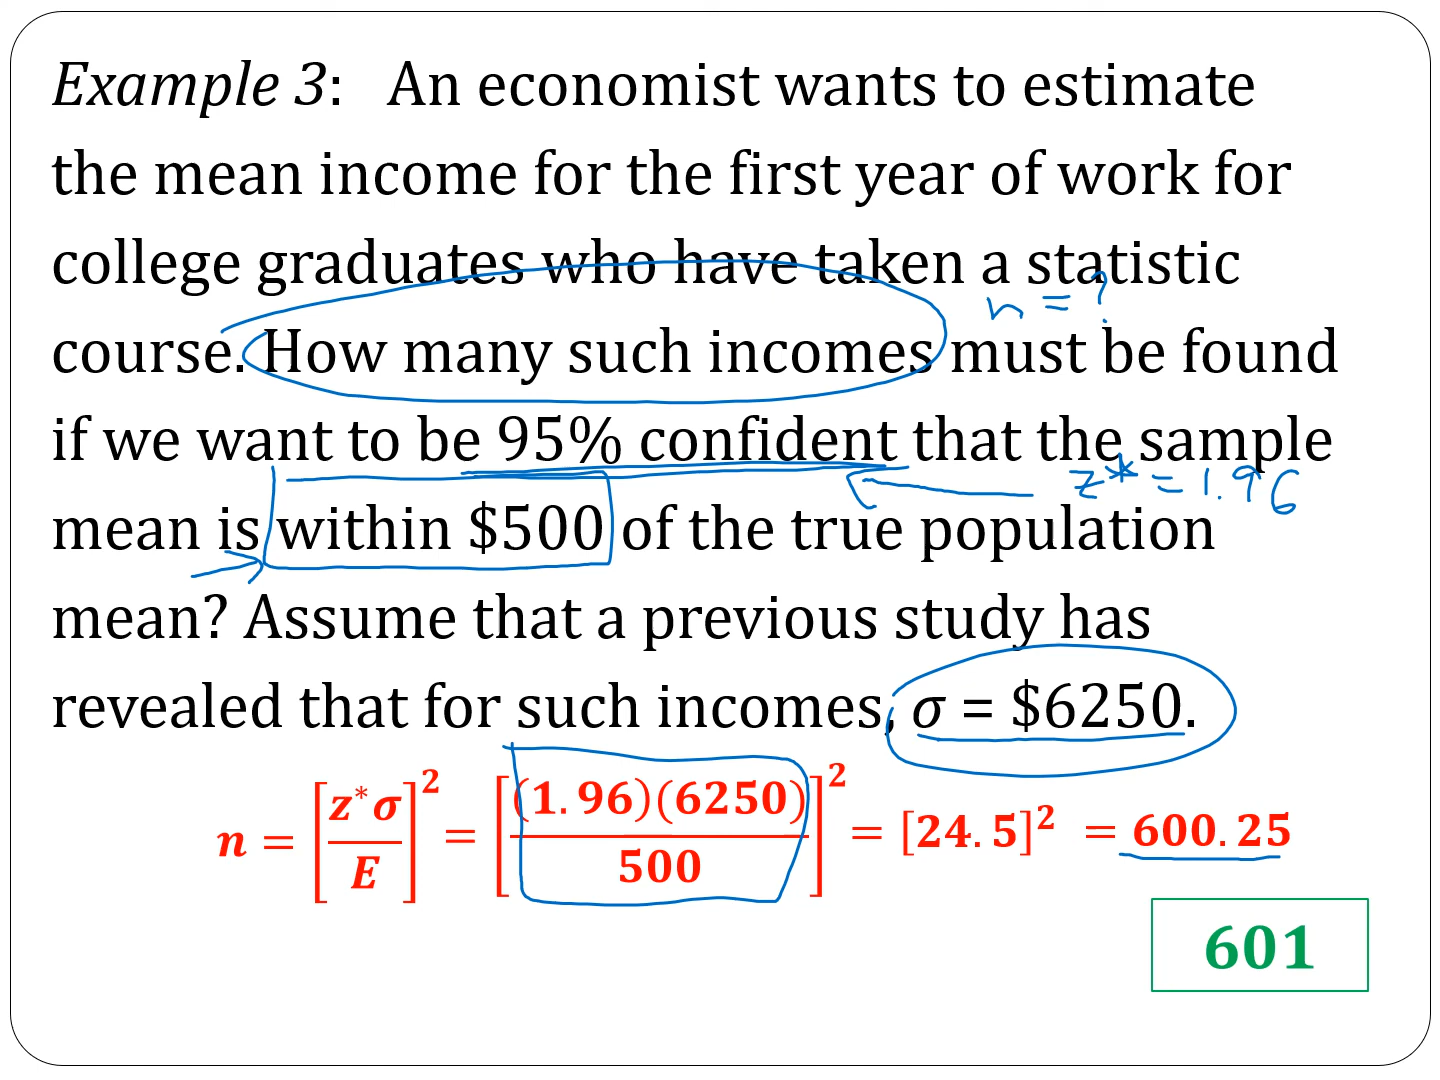 Example 3: An economist wants to estimate
the mean income for the first year of work for
college graduates who have taken a statistic
n = ?
course. How many such incomes must be found
if we want to be 95% confident that the sample
z* = 1.96
mean is within $500 of the true population
mean? Assume that a previous study has
revealed that for such incomes, σ = $6250.
n = [z*σ/E]² = [(1.96)(6250)/500]² = [24.5]² = 600.25
601